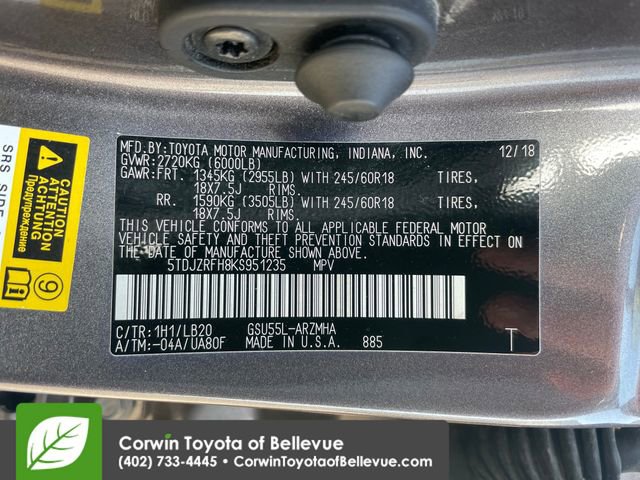 MFD.BY:TOYOTA MOTOR MANUFACTURING, INDIANA, INC. 12/18
GVWR:2720KG (6000LB)
GAWR:FRT. 1345KG (2955LB) WITH 245/60R18 TIRES,
18X7.5J RIMS.
RR. 1590KG (3505LB) WITH 245/60R18 TIRES,
18X7.5J RIMS.
THIS VEHICLE CONFORMS TO ALL APPLICABLE FEDERAL MOTOR
VEHICLE SAFETY AND THEFT PREVENTION STANDARDS IN EFFECT
ON THE DATE OF MANUFACTURE SHOWN ABOVE.
5TDJZRFH8KS951235 MPV
C/TR:1H1/LB20 GSU55L-ARZMHA
A/TM:-04A/UA80F MADE IN U.S.A. 885 T
SRS SIDE
ATTENTION
ACHTUNG
Предупреждение
9
Corwin Toyota of Bellevue
(402) 733-4445 • CorwinToyotaofBellevue.com